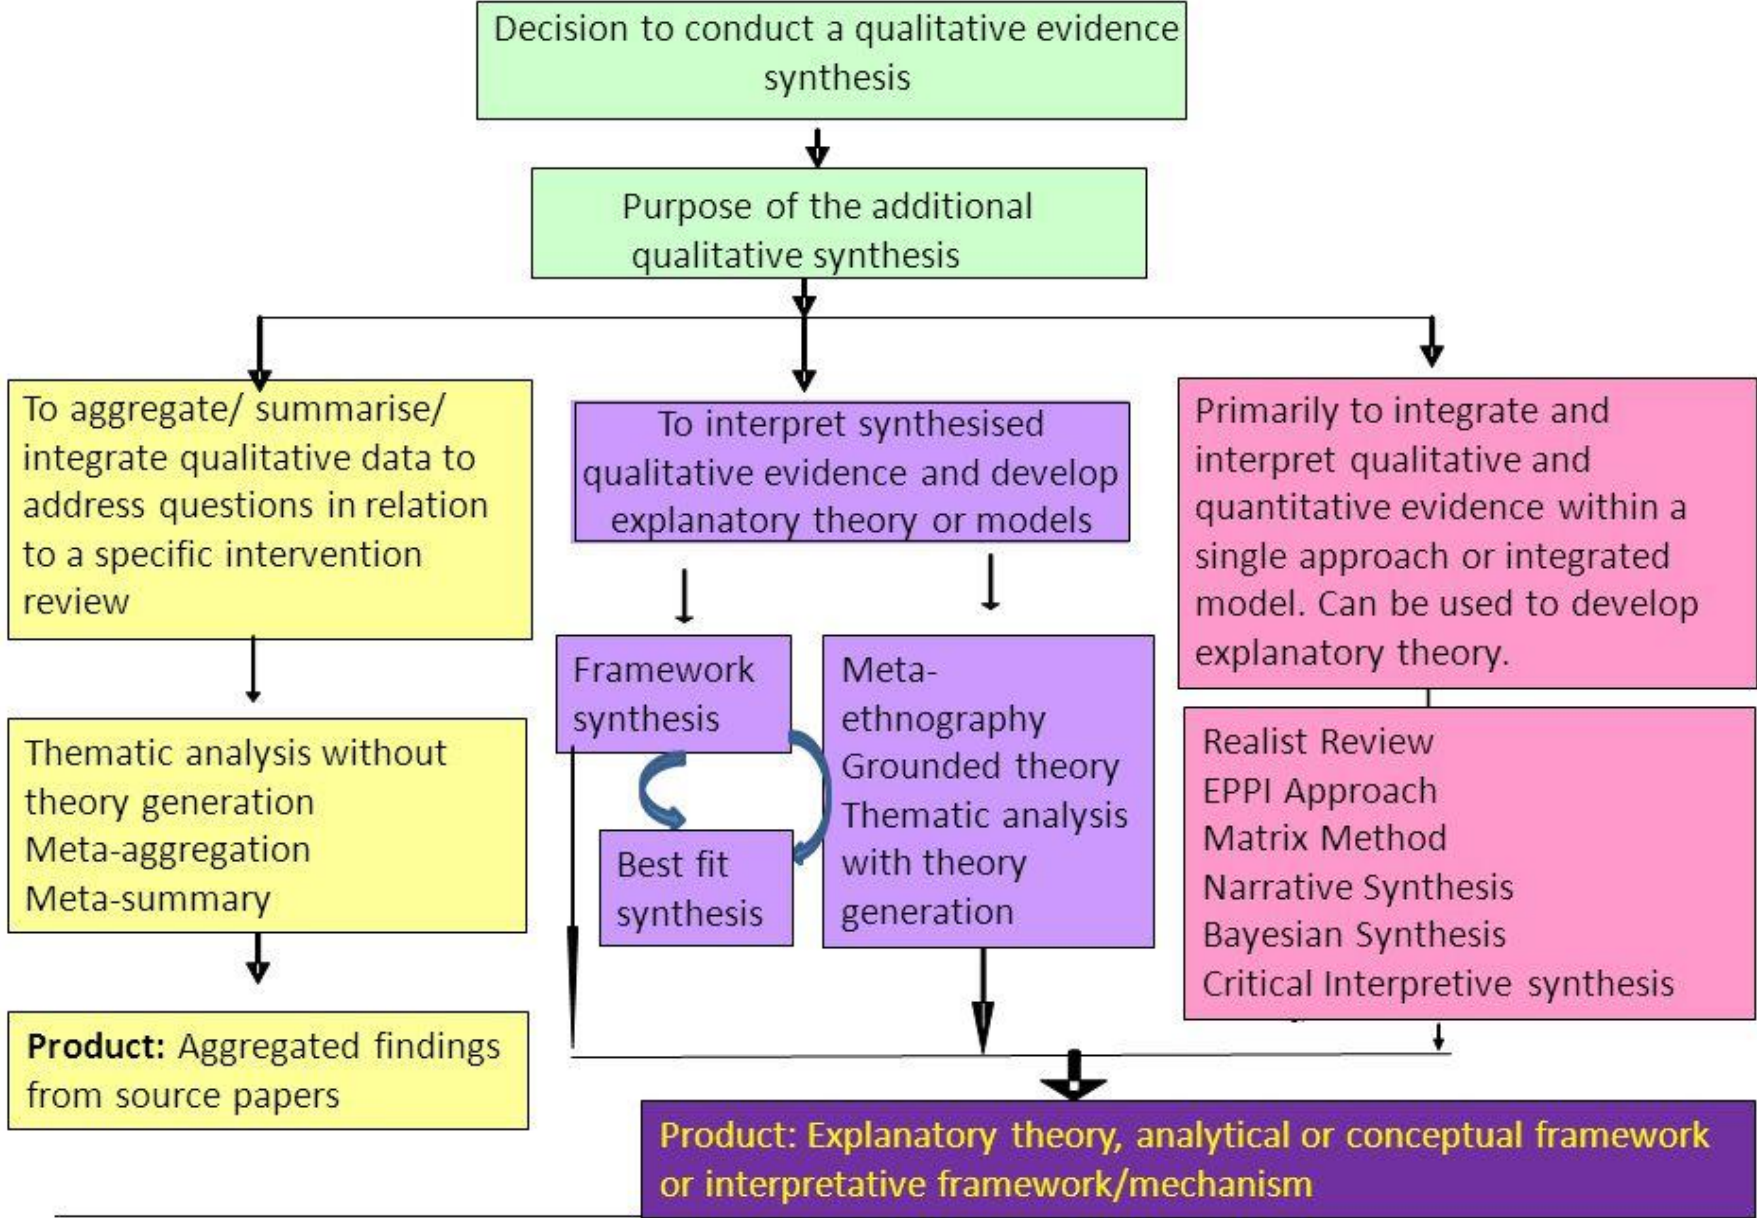 Decision to conduct a qualitative evidence
synthesis
Purpose of the additional
qualitative synthesis
To aggregate/ summarise/
integrate qualitative data to
address questions in relation
to a specific intervention
review
Thematic analysis without
theory generation
Meta-aggregation
Meta-summary
Product: Aggregated findings
from source papers
To interpret synthesised
qualitative evidence and develop
explanatory theory or models
Framework
synthesis
Best fit
synthesis
Meta-
ethnography
Grounded theory
Thematic analysis
with theory
generation
Primarily to integrate and
interpret qualitative and
quantitative evidence within a
single approach or integrated
model. Can be used to develop
explanatory theory.
Realist Review
EPPI Approach
Matrix Method
Narrative Synthesis
Bayesian Synthesis
Critical Interpretive synthesis
Product: Explanatory theory, analytical or conceptual framework
or interpretative framework/mechanism